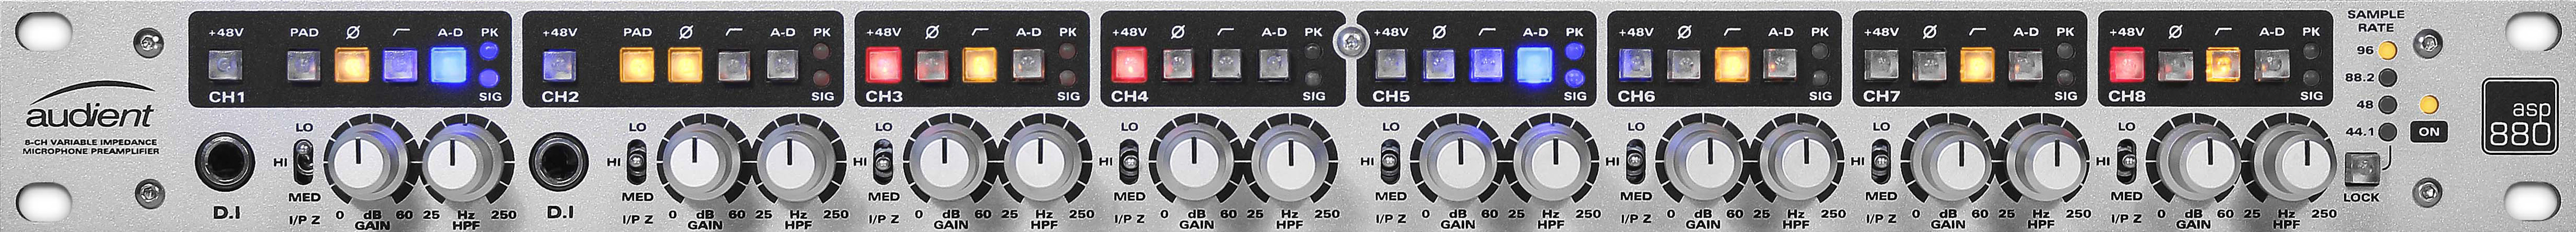 audient
8-CH VARIABLE IMPEDANCE
MICROPHONE PREAMPLIFIER
+48V PAD Ø A-D PK
CH1 SIG
D.I
LO
HI
MED
I/P Z
0 dB 60 25 Hz 250
GAIN HPF
+48V PAD Ø A-D PK
CH2 SIG
D.I
LO
HI
MED
I/P Z
0 dB 60 25 Hz 250
GAIN HPF
+48V Ø A-D PK
CH3 SIG
LO
HI
MED
I/P Z
0 dB 60 25 Hz 250
GAIN HPF
+48V Ø A-D PK
CH4 SIG
LO
HI
MED
I/P Z
0 dB 60 25 Hz 250
GAIN HPF
+48V Ø A-D PK
CH5 SIG
LO
HI
MED
I/P Z
0 dB 60 25 Hz 250
GAIN HPF
+48V Ø A-D PK
CH6 SIG
LO
HI
MED
I/P Z
0 dB 60 25 Hz 250
GAIN HPF
+48V Ø A-D PK
CH7 SIG
LO
HI
MED
I/P Z
0 dB 60 25 Hz 250
GAIN HPF
+48V Ø A-D PK
CH8 SIG
LO
HI
MED
I/P Z
0 dB 60 25 Hz 250
GAIN HPF
SAMPLE
RATE
96
88.2
48
44.1
LOCK
ON
asp
880